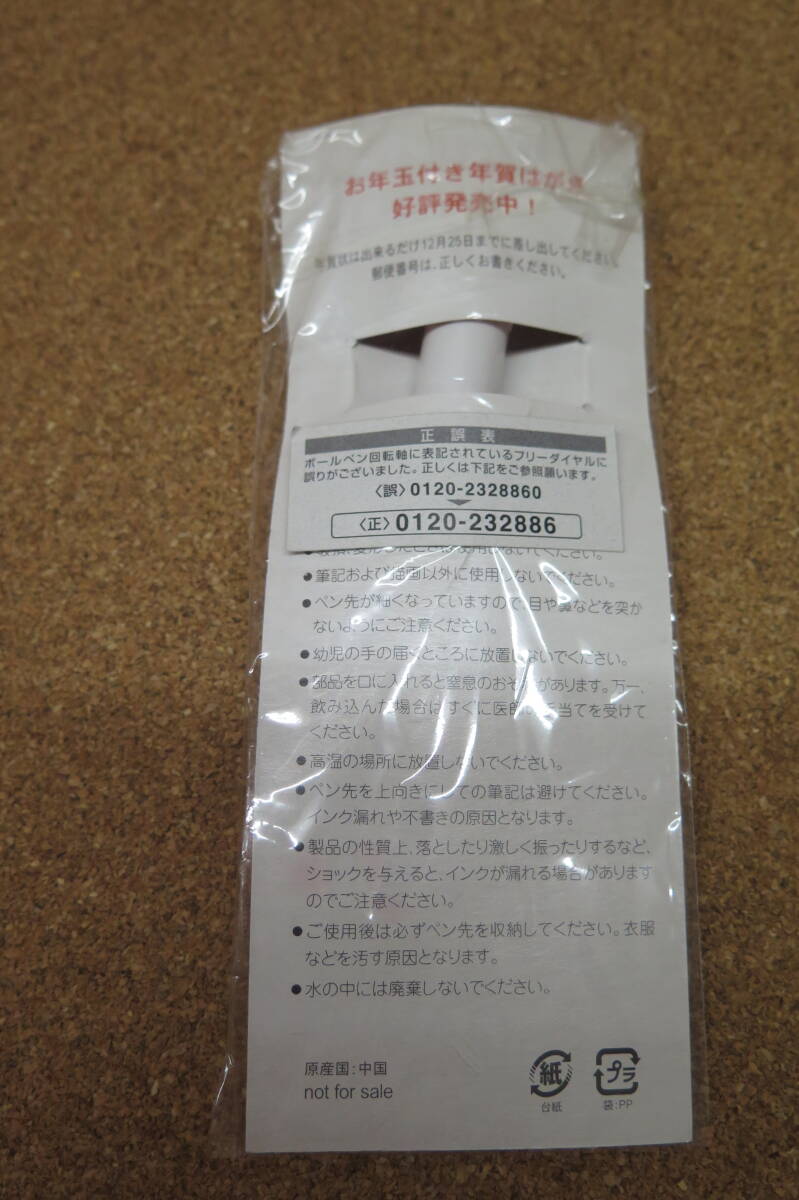 お年玉付き年賀はがき
好評発売中！
年賀状は出来るだけ12月25日までに差し出してください。
郵便番号は、正しくお書きください。
正誤表
ボールペン回転軸に表記されているフリーダイヤルに
誤りがございました。正しくは下記をご参照願います。
〈誤〉0120-2328860
〈正〉0120-232886
●筆記および描画以外に使用しないでください。
●ペン先が細くなっていますので、目や鼻などを突か
ないようにご注意ください。
●幼児の手の届くところに放置しないでください。
●部品を口に入れると窒息のおそれがあります。万一、
飲み込んだ場合はすぐに医師の手当てを受けて
ください。
●高温の場所に放置しないでください。
●ペン先を上向きにしての筆記は避けてください。
インク漏れや不書きの原因となります。
●製品の性質上、落としたり激しく振ったりするなど、
ショックを与えると、インクが漏れる場合があります
のでご注意ください。
●ご使用後は必ずペン先を収納してください。衣服
などを汚す原因となります。
●水の中には廃棄しないでください。
原産国：中国
not for sale
紙
台紙
プラ
袋：PP